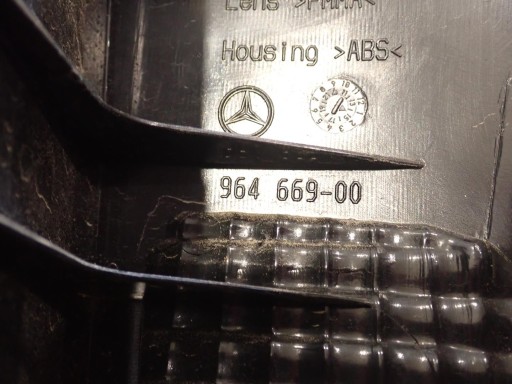 Lens >PMMA<
Housing >ABS<
964 669-00